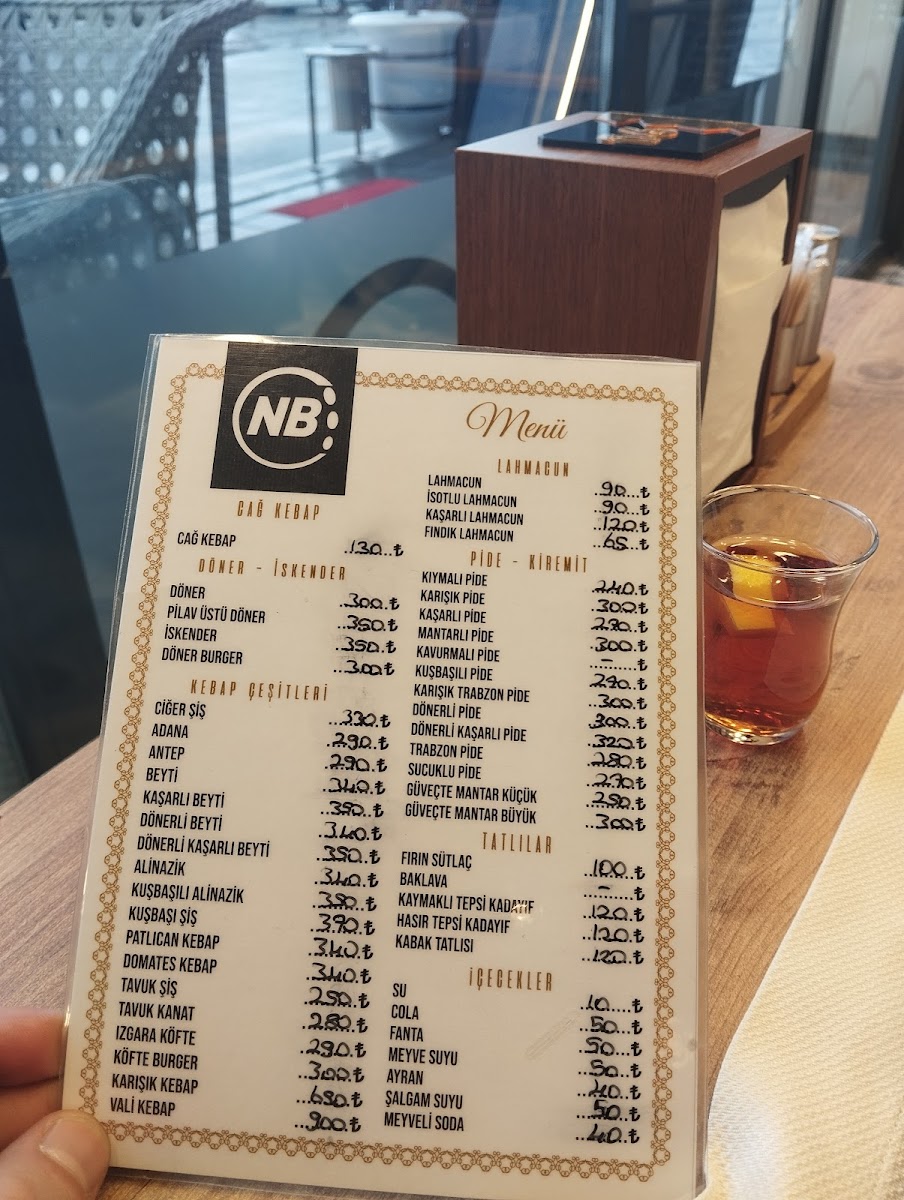 NB
Menü
CAĞ KEBAP
CAĞ KEBAP ..130..₺
DÖNER - İSKENDER
DÖNER 300.₺
PİLAV ÜSTÜ DÖNER 350.₺
İSKENDER 350.₺
DÖNER BURGER 300₺
KEBAP ÇEŞİTLERİ
CİĞER ŞİŞ 330.₺
ADANA 290.₺
ANTEP 290.₺
BEYTİ 340.₺
KAŞARLI BEYTİ 350..₺
DÖNERLİ BEYTİ 340.₺
DÖNERLİ KAŞARLI BEYTİ 350.₺
ALİNAZİK 340.₺
KUŞBAŞILI ALİNAZİK 380.₺
KUŞBAŞI ŞİŞ 390.₺
PATLICAN KEBAP 340.₺
DOMATES KEBAP 340.₺
TAVUK ŞİŞ 250.₺
TAVUK KANAT 280.₺
IZGARA KÖFTE 290.₺
KÖFTE BURGER 300.₺
KARIŞIK KEBAP 680.₺
VALİ KEBAP 900.₺
LAHMACUN
LAHMACUN ..90...₺
İSOTLU LAHMACUN ..90...₺
KAŞARLI LAHMACUN ..120.₺
FINDIK LAHMACUN ..65..₺
PİDE - KİREMİT
KIYMALI PİDE 240.₺
KARIŞIK PİDE 300.₺
KAŞARLI PİDE 290..₺
MANTARLI PİDE 300.₺
KAVURMALI PİDE -₺
KUŞBAŞILI PİDE 290.₺
KARIŞIK TRABZON PİDE 300.₺
DÖNERLİ PİDE 300.₺
DÖNERLİ KAŞARLI PİDE 320.₺
TRABZON PİDE 280.₺
SUCUKLU PİDE 270.₺
GÜVEÇTE MANTAR KÜÇÜK 250.₺
GÜVEÇTE MANTAR BÜYÜK 300₺
TATLILAR
FIRIN SÜTLAÇ 100..₺
BAKLAVA -₺
KAYMAKLI TEPSİ KADAYIF 120.₺
HASIR TEPSİ KADAYIF 120.₺
KABAK TATLISI 120.₺
İÇECEKLER
SU 10.....₺
COLA 50...₺
FANTA 50...₺
MEYVE SUYU 50..₺
AYRAN 40..₺
ŞALGAM SUYU 50.₺
MEYVELİ SODA 40.₺